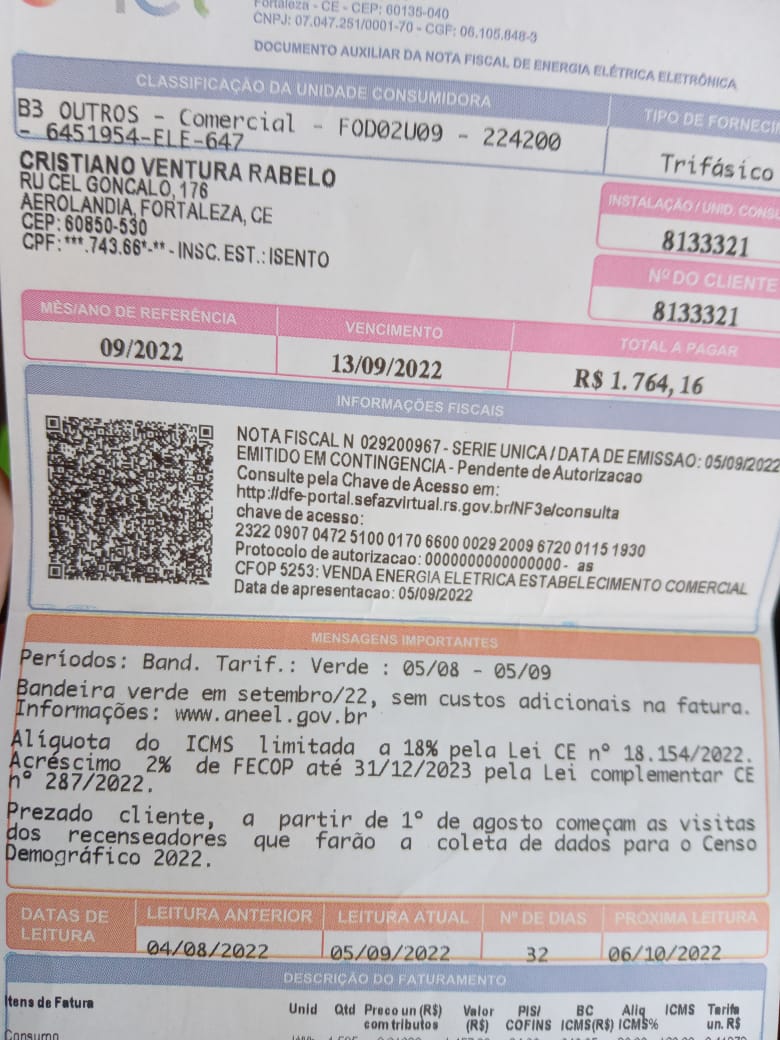 Fortaleza - CE - CEP: 60135-040
CNPJ: 07.047.251/0001-70 - CGF: 06.105.848-3
DOCUMENTO AUXILIAR DA NOTA FISCAL DE ENERGIA ELÉTRICA ELETRÔNICA
CLASSIFICAÇÃO DA UNIDADE CONSUMIDORA
TIPO DE FORNECI
B3 OUTROS - Comercial - FOD02U09 - 224200
- 6451954-ELE-647
Trifásico
CRISTIANO VENTURA RABELO
RU CEL GONCALO, 176
AEROLANDIA, FORTALEZA, CE
CEP: 60850-530
CPF: ***.743.66*-** - INSC. EST.: ISENTO
INSTALAÇÃO / UNID. CONSU
8133321
Nº DO CLIENTE
8133321
MÊS/ANO DE REFERÊNCIA
VENCIMENTO
TOTAL A PAGAR
09/2022
13/09/2022
R$ 1.764,16
INFORMAÇÕES FISCAIS
NOTA FISCAL N 029200967 - SERIE UNICA / DATA DE EMISSAO: 05/09/2022
EMITIDO EM CONTINGENCIA - Pendente de Autorizacao
Consulte pela Chave de Acesso em:
http://dfe-portal.sefazvirtual.rs.gov.br/NF3e/consulta
chave de acesso:
2322 0907 0472 5100 0170 6600 0029 2009 6720 0115 1930
Protocolo de autorizacao: 0000000000000000 - as
CFOP 5253: VENDA ENERGIA ELETRICA ESTABELECIMENTO COMERCIAL
Data de apresentacao: 05/09/2022
MENSAGENS IMPORTANTES
Períodos: Band. Tarif.: Verde : 05/08 - 05/09
Bandeira verde em setembro/22, sem custos adicionais na fatura.
Informações: www.aneel.gov.br
Alíquota do ICMS limitada a 18% pela Lei CE nº 18.154/2022.
Acréscimo 2% de FECOP até 31/12/2023 pela Lei complementar CE
nº 287/2022.
Prezado cliente, a partir de 1º de agosto começam as visitas
dos recenseadores que farão a coleta de dados para o Censo
Demográfico 2022.
DATAS DE
LEITURA
LEITURA ANTERIOR
LEITURA ATUAL
Nº DE DIAS
PRÓXIMA LEITURA
04/08/2022
05/09/2022
32
06/10/2022
DESCRIÇÃO DO FATURAMENTO
Itens de Fatura
Unid
Qtd
Preco un (R$)
com tributos
Valor
(R$)
PIS/
COFINS
BC
ICMS(R$)
Aliq
ICMS%
ICMS
Tarifa
un. R$
Consumo